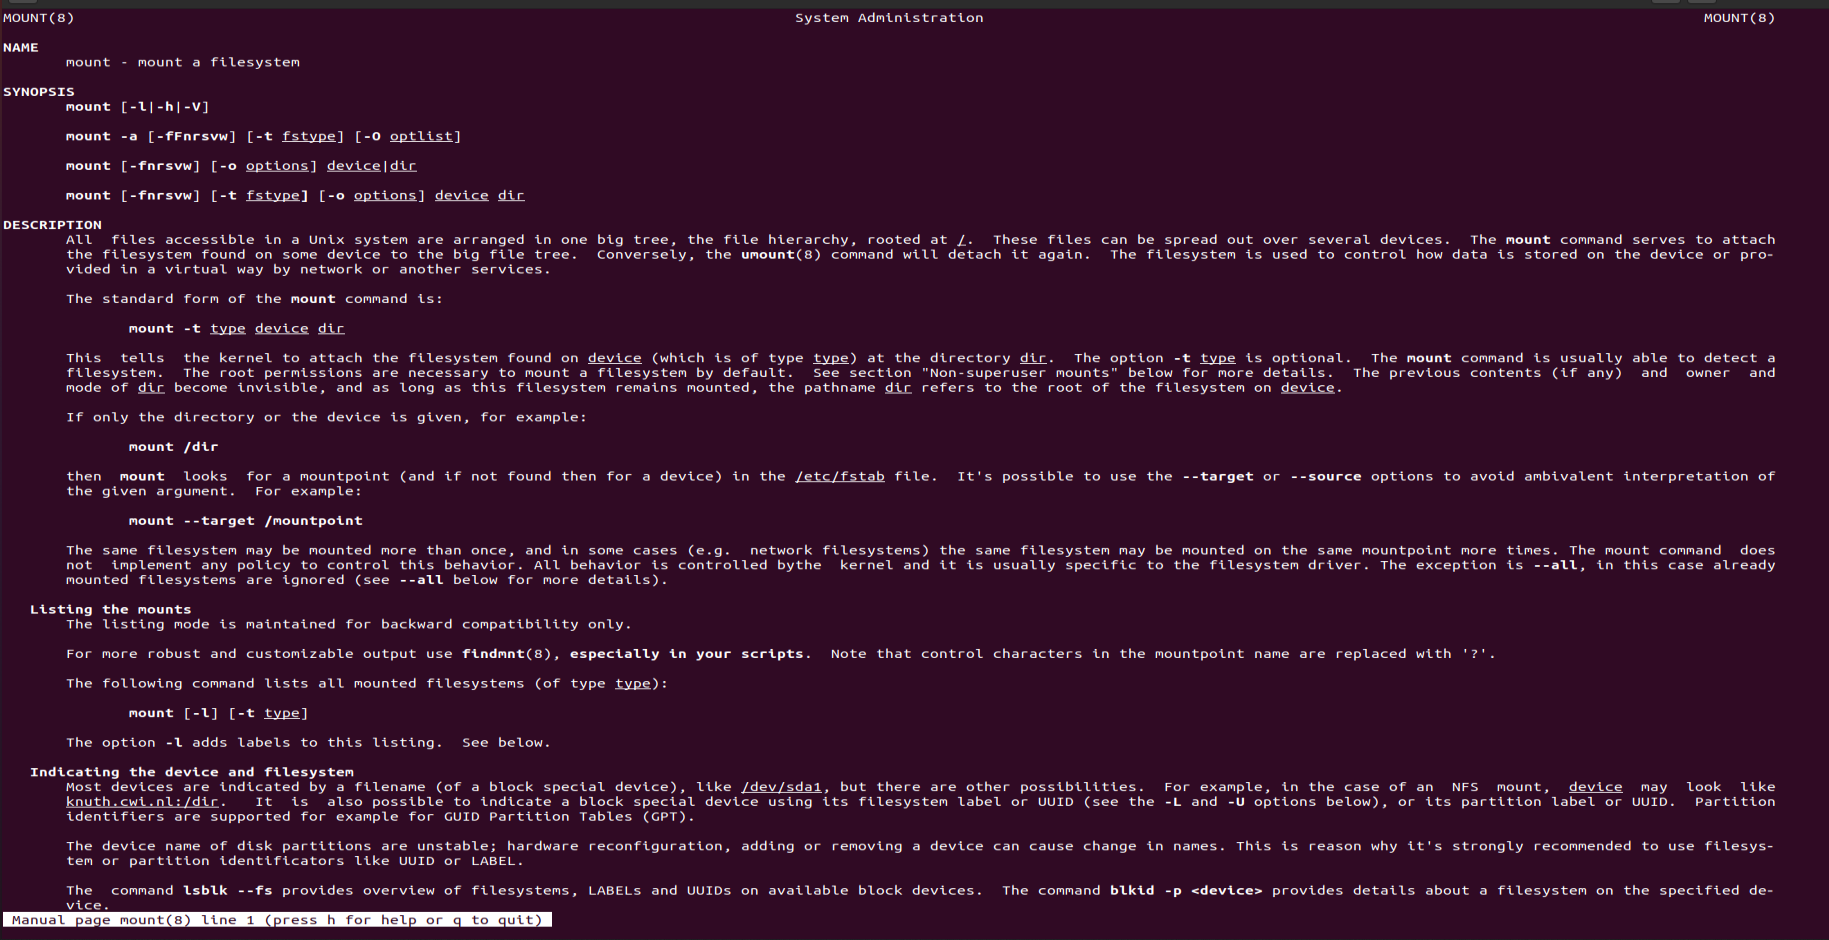 MOUNT(8) System Administration MOUNT(8)
NAME
mount - mount a filesystem
SYNOPSIS
mount [-l|-h|-V]
mount -a [-fFnrsvw] [-t fstype] [-O optlist]
mount [-fnrsvw] [-o options] device|dir
mount [-fnrsvw] [-t fstype] [-o options] device dir
DESCRIPTION
All files accessible in a Unix system are arranged in one big tree, the file hierarchy, rooted at /. These files can be spread out over several devices. The mount command serves to attach
the filesystem found on some device to the big file tree. Conversely, the umount(8) command will detach it again. The filesystem is used to control how data is stored on the device or pro-
vided in a virtual way by network or another services.
The standard form of the mount command is:
mount -t type device dir
This tells the kernel to attach the filesystem found on device (which is of type type) at the directory dir. The option -t type is optional. The mount command is usually able to detect a
filesystem. The root permissions are necessary to mount a filesystem by default. See section "Non-superuser mounts" below for more details. The previous contents (if any) and owner and
mode of dir become invisible, and as long as this filesystem remains mounted, the pathname dir refers to the root of the filesystem on device.
If only the directory or the device is given, for example:
mount /dir
then mount looks for a mountpoint (and if not found then for a device) in the /etc/fstab file. It's possible to use the --target or --source options to avoid ambivalent interpretation of
the given argument. For example:
mount --target /mountpoint
The same filesystem may be mounted more than once, and in some cases (e.g. network filesystems) the same filesystem may be mounted on the same mountpoint more times. The mount command does
not implement any policy to control this behavior. All behavior is controlled bythe kernel and it is usually specific to the filesystem driver. The exception is --all, in this case already
mounted filesystems are ignored (see --all below for more details).
Listing the mounts
The listing mode is maintained for backward compatibility only.
For more robust and customizable output use findmnt(8), especially in your scripts. Note that control characters in the mountpoint name are replaced with '?'.
The following command lists all mounted filesystems (of type type):
mount [-l] [-t type]
The option -l adds labels to this listing. See below.
Indicating the device and filesystem
Most devices are indicated by a filename (of a block special device), like /dev/sda1, but there are other possibilities. For example, in the case of an NFS mount, device may look like
knuth.cwi.nl:/dir. It is also possible to indicate a block special device using its filesystem label or UUID (see the -L and -U options below), or its partition label or UUID. Partition
identifiers are supported for example for GUID Partition Tables (GPT).
The device name of disk partitions are unstable; hardware reconfiguration, adding or removing a device can cause change in names. This is reason why it's strongly recommended to use filesys-
tem or partition identificators like UUID or LABEL.
The command lsblk --fs provides overview of filesystems, LABELs and UUIDs on available block devices. The command blkid -p <device> provides details about a filesystem on the specified de-
vice.
Manual page mount(8) line 1 (press h for help or q to quit)